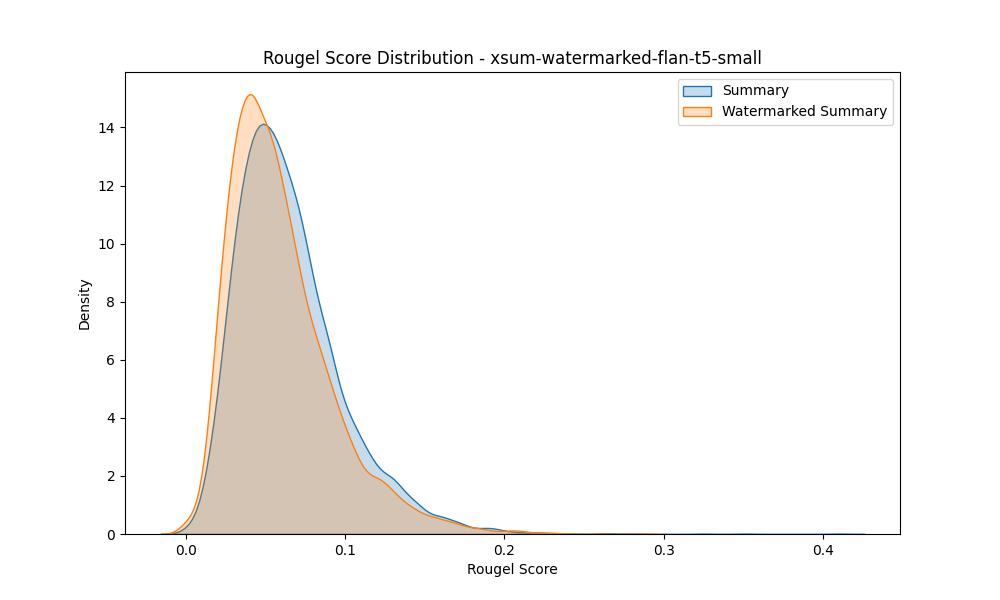 Rougel Score Distribution - xsum-watermarked-flan-t5-small
Summary
Watermarked Summary
Density
14
12
10
8
6
4
2
0
0.0
0.1
0.2
0.3
0.4
Rougel Score